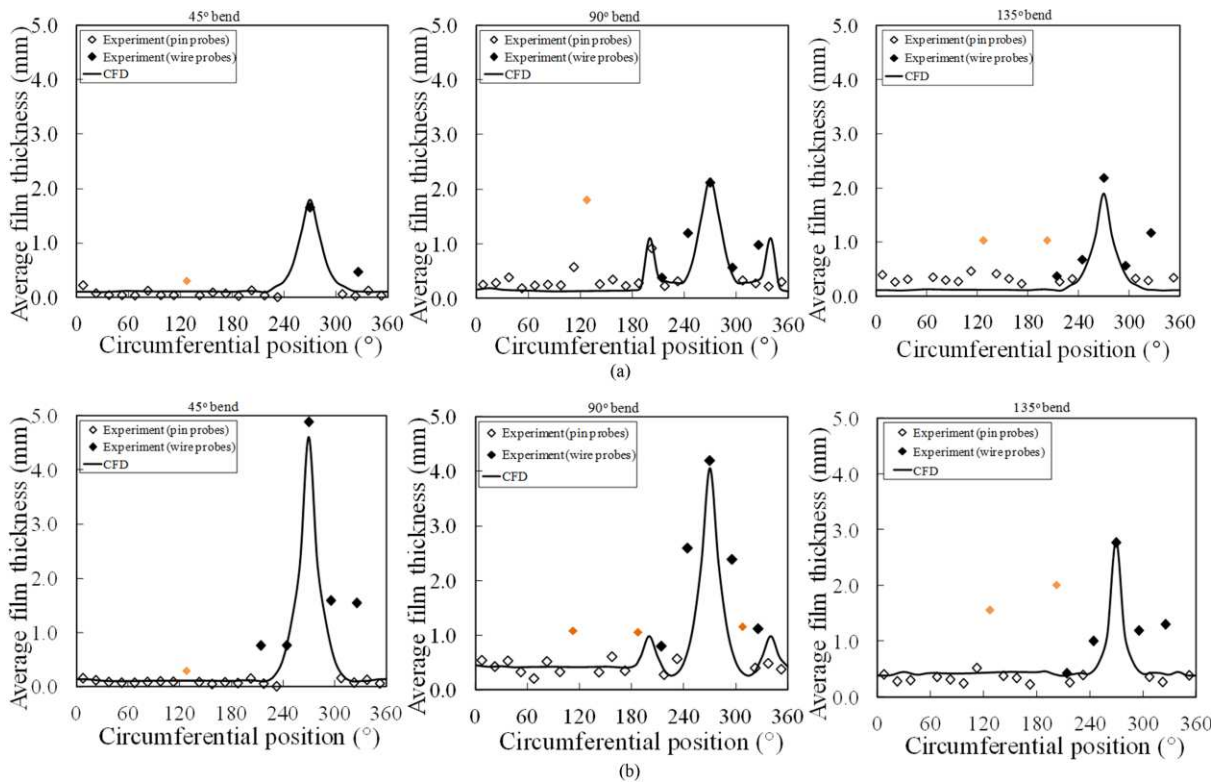 45º bend
Average film thickness (mm)
5.0
4.0
3.0
2.0
1.0
0.0
Experiment (pin probes)
Experiment (wire probes)
CFD
0 60 120 180 240 300 360
Circumferential position (°)
90º bend
Average film thickness (mm)
5.0
4.0
3.0
2.0
1.0
0.0
Experiment (pin probes)
Experiment (wire probes)
CFD
0 60 120 180 240 300 360
Circumferential position (°)
135º bend
Average film thickness (mm)
5.0
4.0
3.0
2.0
1.0
0.0
Experiment (pin probes)
Experiment (wire probes)
CFD
0 60 120 180 240 300 360
Circumferential position (°)
(a)
45º bend
Average film thickness (mm)
5.0
4.0
3.0
2.0
1.0
0.0
Experiment (pin probes)
Experiment (wire probes)
CFD
0 60 120 180 240 300 360
Circumferential position (°)
90º bend
Average film thickness (mm)
5.0
4.0
3.0
2.0
1.0
0.0
Experiment (pin probes)
Experiment (wire probes)
CFD
0 60 120 180 240 300 360
Circumferential position (°)
135º bend
Average film thickness (mm)
5.0
4.0
3.0
2.0
1.0
0.0
Experiment (pin probes)
Experiment (wire probes)
CFD
0 60 120 180 240 300 360
Circumferential position (°)
(b)